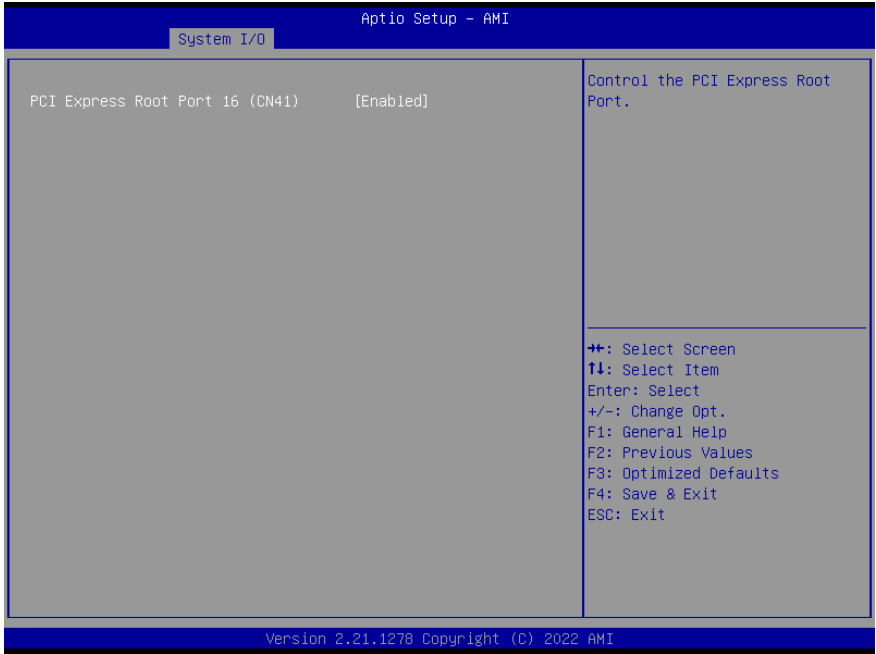 Aptio Setup – AMI
System I/O
PCI Express Root Port 16 (CN41) [Enabled]
Control the PCI Express Root
Port.
→←: Select Screen
↑↓: Select Item
Enter: Select
+/-: Change Opt.
F1: General Help
F2: Previous Values
F3: Optimized Defaults
F4: Save & Exit
ESC: Exit
Version 2.21.1278 Copyright (C) 2022 AMI